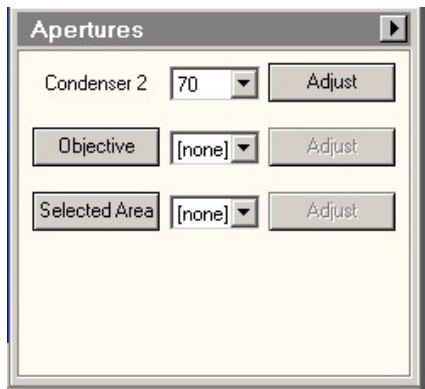 Apertures
Condenser 2 70 Adjust
Objective [none] Adjust
Selected Area [none] Adjust